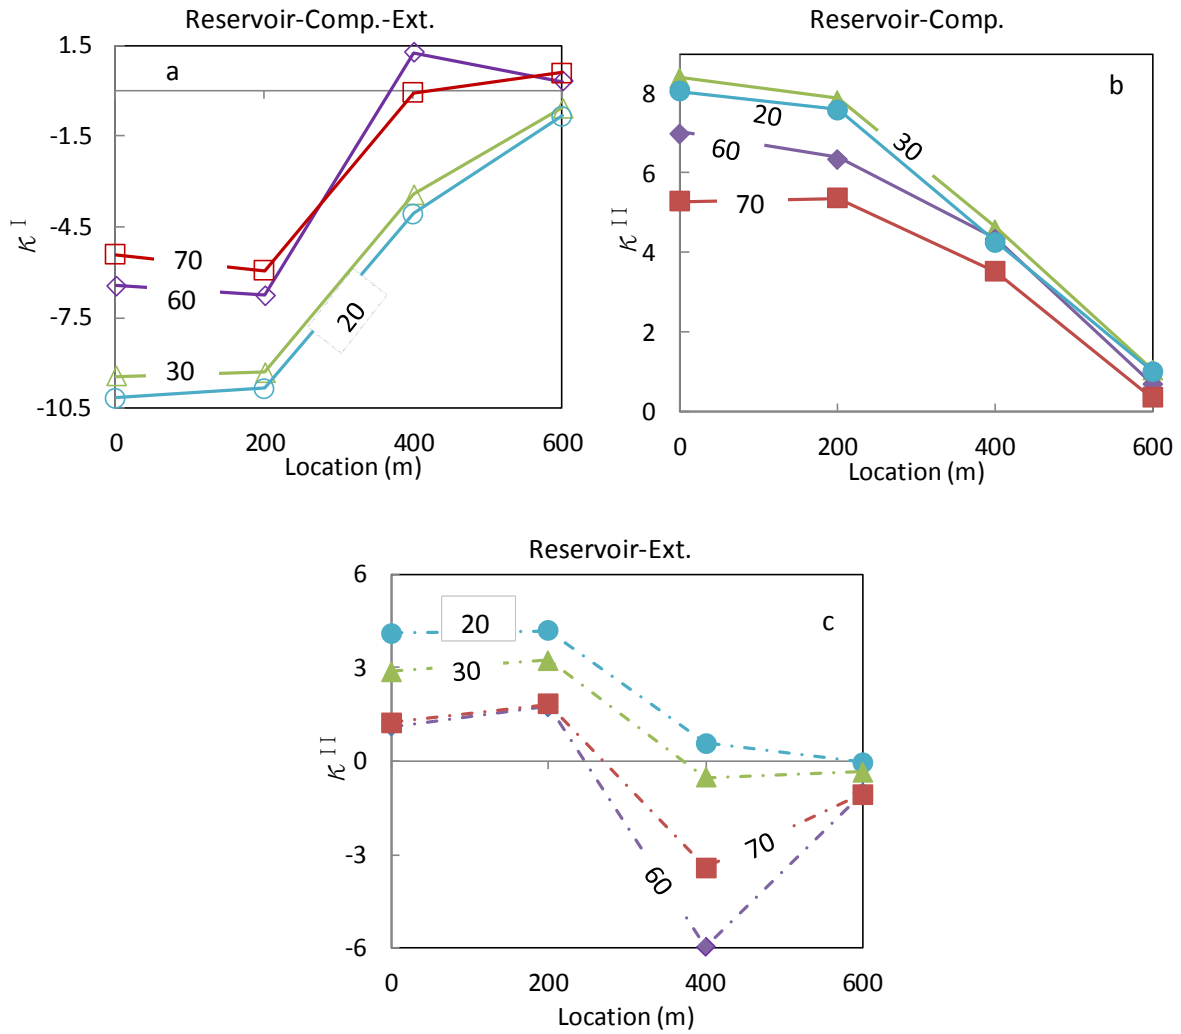 Reservoir-Comp.-Ext.
1.5
-1.5
-4.5
-7.5
-10.5
κ I
a
70
60
30
20
0 200 400 600
Location (m)
Reservoir-Comp.
8
6
4
2
0
κ II
b
20
30
60
70
0 200 400 600
Location (m)
Reservoir-Ext.
6
3
0
-3
-6
κ II
c
20
30
60
70
0 200 400 600
Location (m)